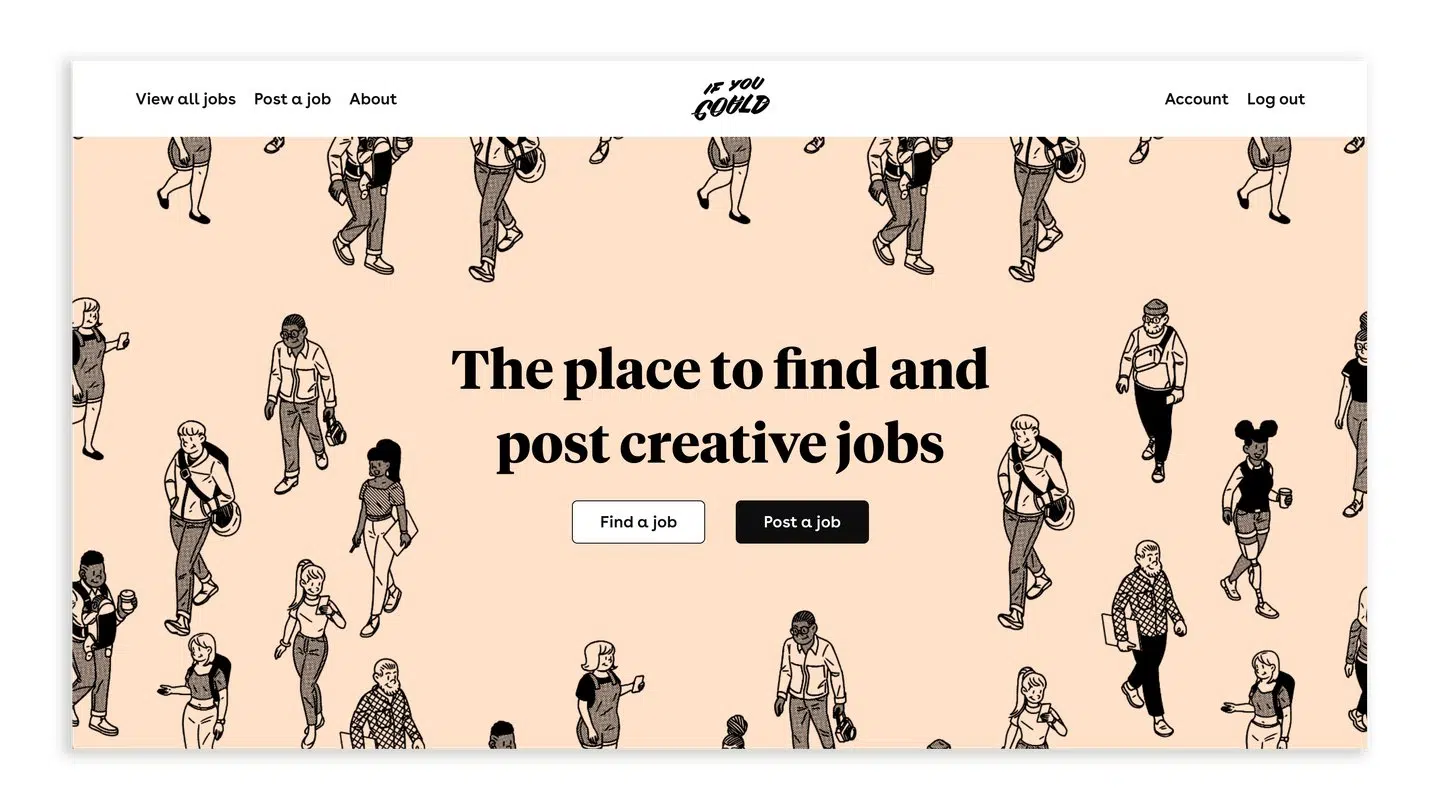 View all jobs Post a job About
IF YOU
COULD
Account Log out
The place to find and
post creative jobs
Find a job
Post a job